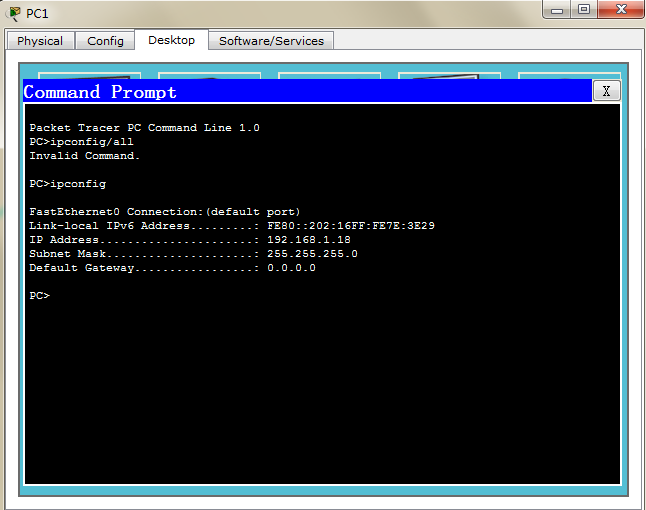 PC1
X
Physical Config Desktop Software/Services
Command Prompt X
Packet Tracer PC Command Line 1.0
PC>ipconfig/all
Invalid Command.
PC>ipconfig
FastEthernet0 Connection:(default port)
Link-local IPv6 Address.........: FE80::202:16FF:FE7E:3E29
IP Address......................: 192.168.1.18
Subnet Mask.....................: 255.255.255.0
Default Gateway.................: 0.0.0.0
PC>